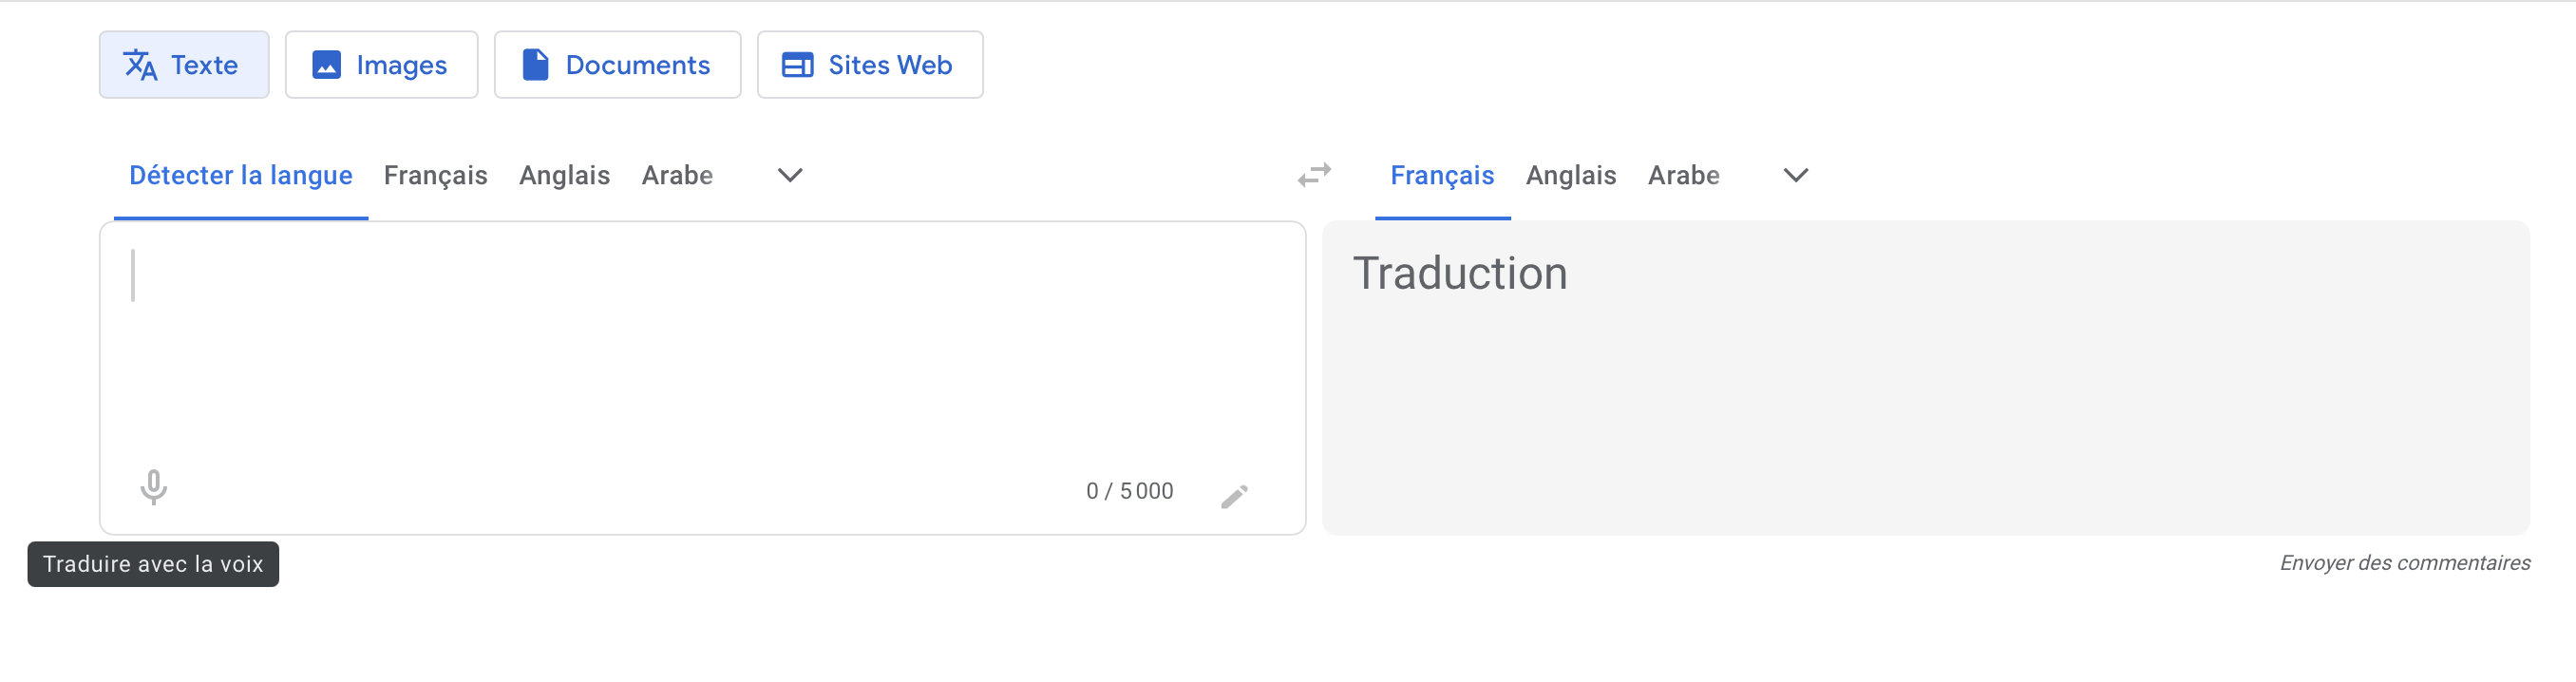 Texte Images Documents Sites Web
Détecter la langue Français Anglais Arabe Français Anglais Arabe
Traduction
0 / 5 000
Traduire avec la voix
Envoyer des commentaires